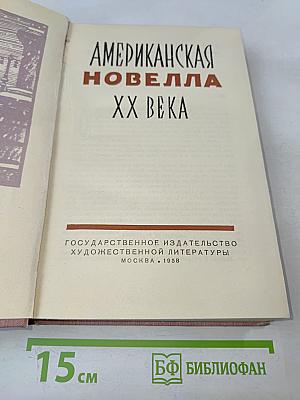 АМЕРИКАНСКАЯ
НОВЕЛЛА
XX ВЕКА
ГОСУДАРСТВЕННОЕ ИЗДАТЕЛЬСТВО
ХУДОЖЕСТВЕННОЙ ЛИТЕРАТУРЫ
МОСКВА • 1958
15 см
БФ БИБЛИОФАН